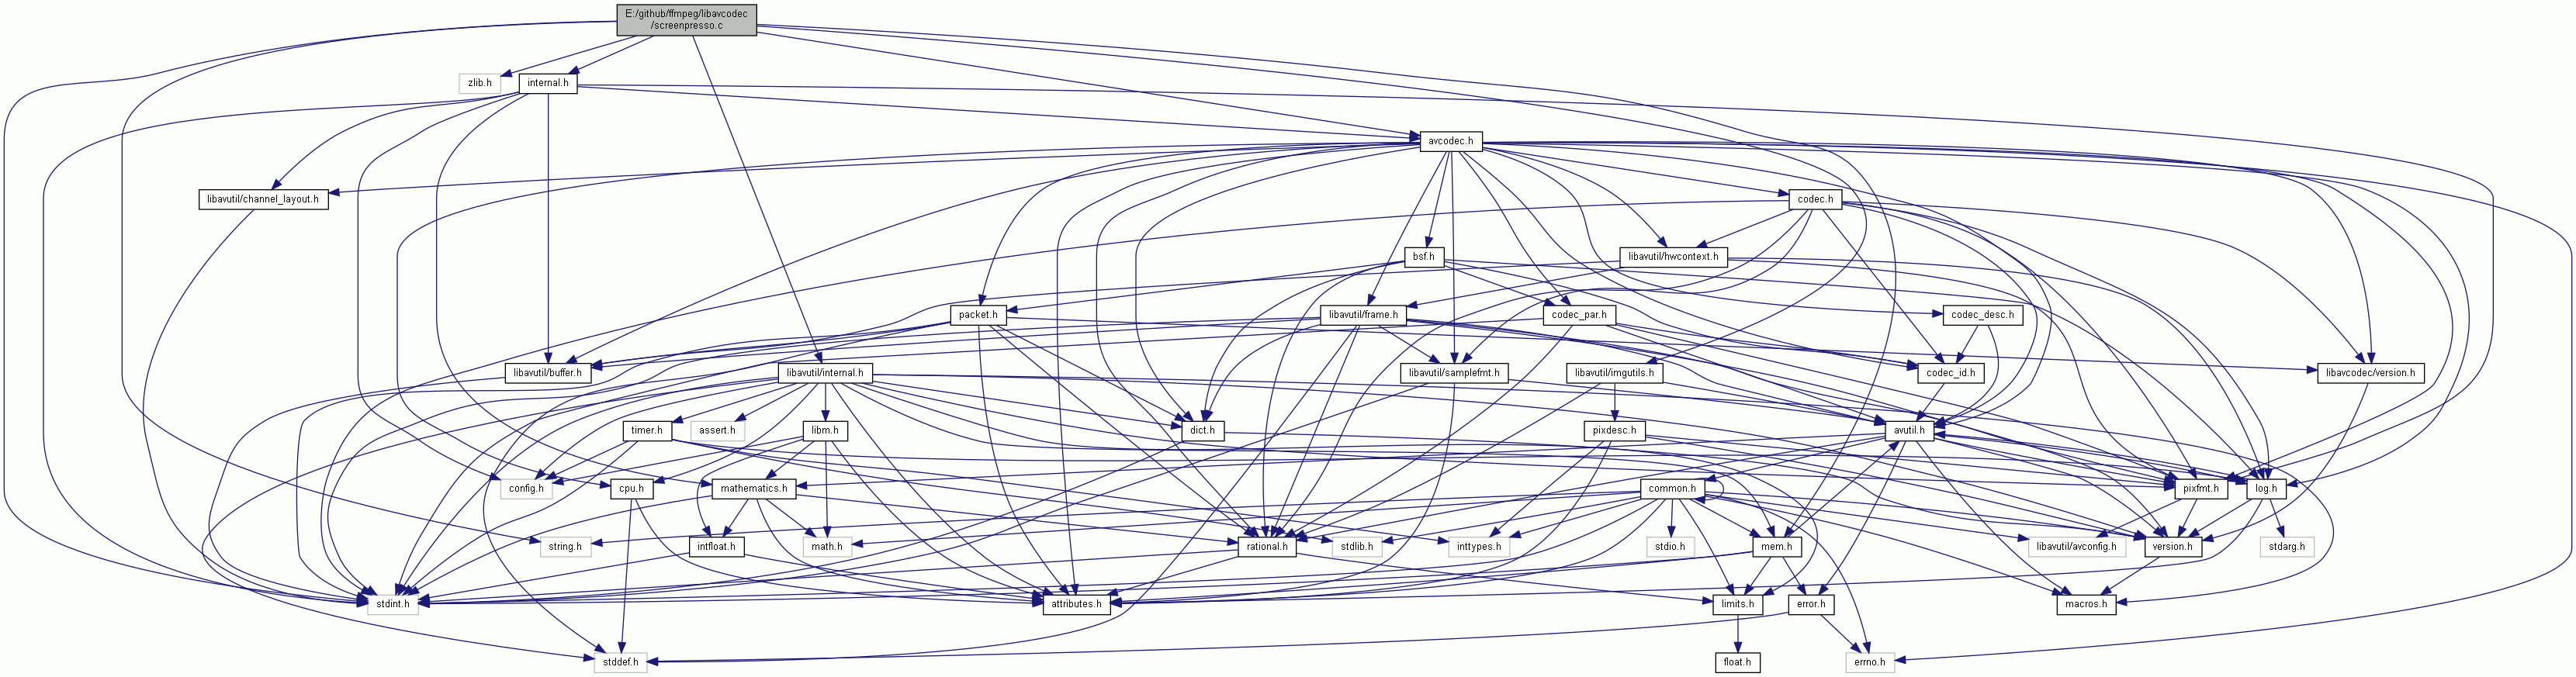 E:/github/ffmpeg/libavcodec
/screenpresso.c
zlib.h
internal.h
avcodec.h
libavutil/channel_layout.h
codec.h
bsf.h
libavutil/hwcontext.h
packet.h
libavutil/frame.h
codec_par.h
codec_desc.h
libavutil/buffer.h
libavutil/internal.h
libavutil/samplefmt.h
libavutil/imgutils.h
codec_id.h
libavcodec/version.h
timer.h
assert.h
libm.h
dict.h
pixdesc.h
avutil.h
config.h
cpu.h
mathematics.h
common.h
pixfmt.h
log.h
string.h
intfloat.h
math.h
rational.h
stdlib.h
inttypes.h
stdio.h
mem.h
libavutil/avconfig.h
version.h
stdarg.h
stdint.h
attributes.h
limits.h
error.h
macros.h
stddef.h
float.h
errno.h